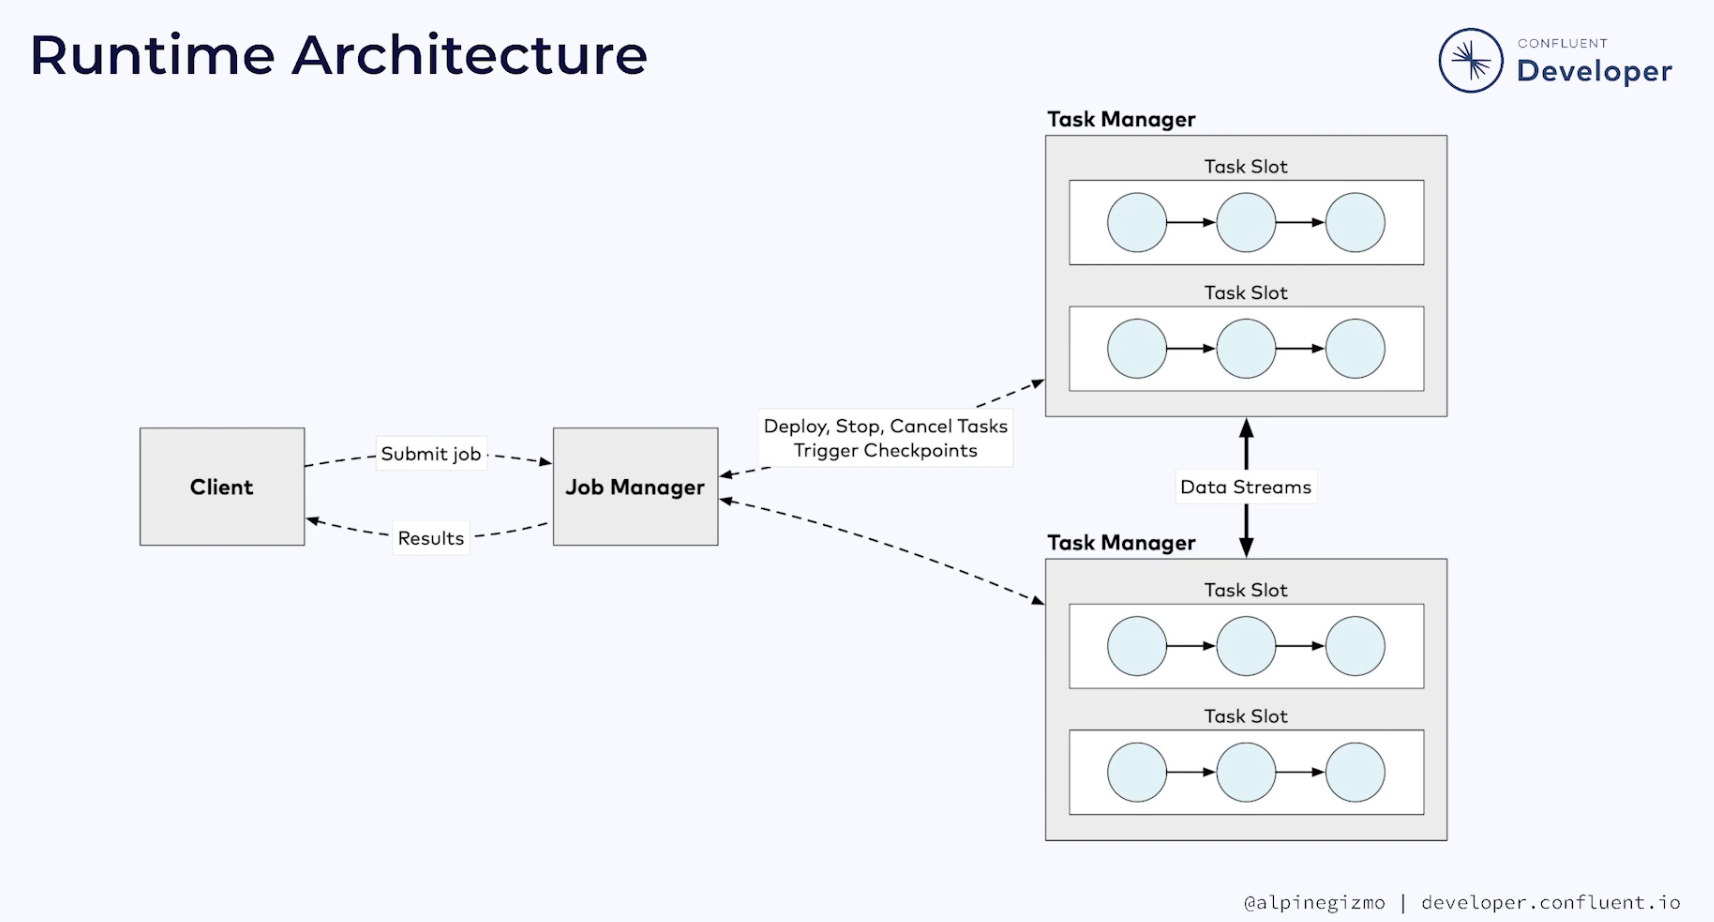 Runtime Architecture
CONFLUENT
Developer
Task Manager
Task Slot
Task Slot
Deploy, Stop, Cancel Tasks
Trigger Checkpoints
Submit job
Client
Job Manager
Data Streams
Results
Task Manager
Task Slot
Task Slot
@alpinegizmo | developer.confluent.io